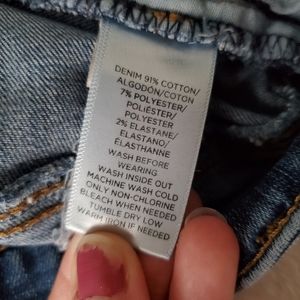 DENIM 91% COTTON/
ALGODÓN/COTON
7% POLYESTER/
POLIÉSTER/
POLYESTER
2% ELASTANE/
ELASTANO/
ÉLASTHANNE
WASH BEFORE
WEARING
WASH INSIDE OUT
MACHINE WASH COLD
ONLY NON-CHLORINE
BLEACH WHEN NEEDED
TUMBLE DRY LOW
WARM IRON IF NEEDED